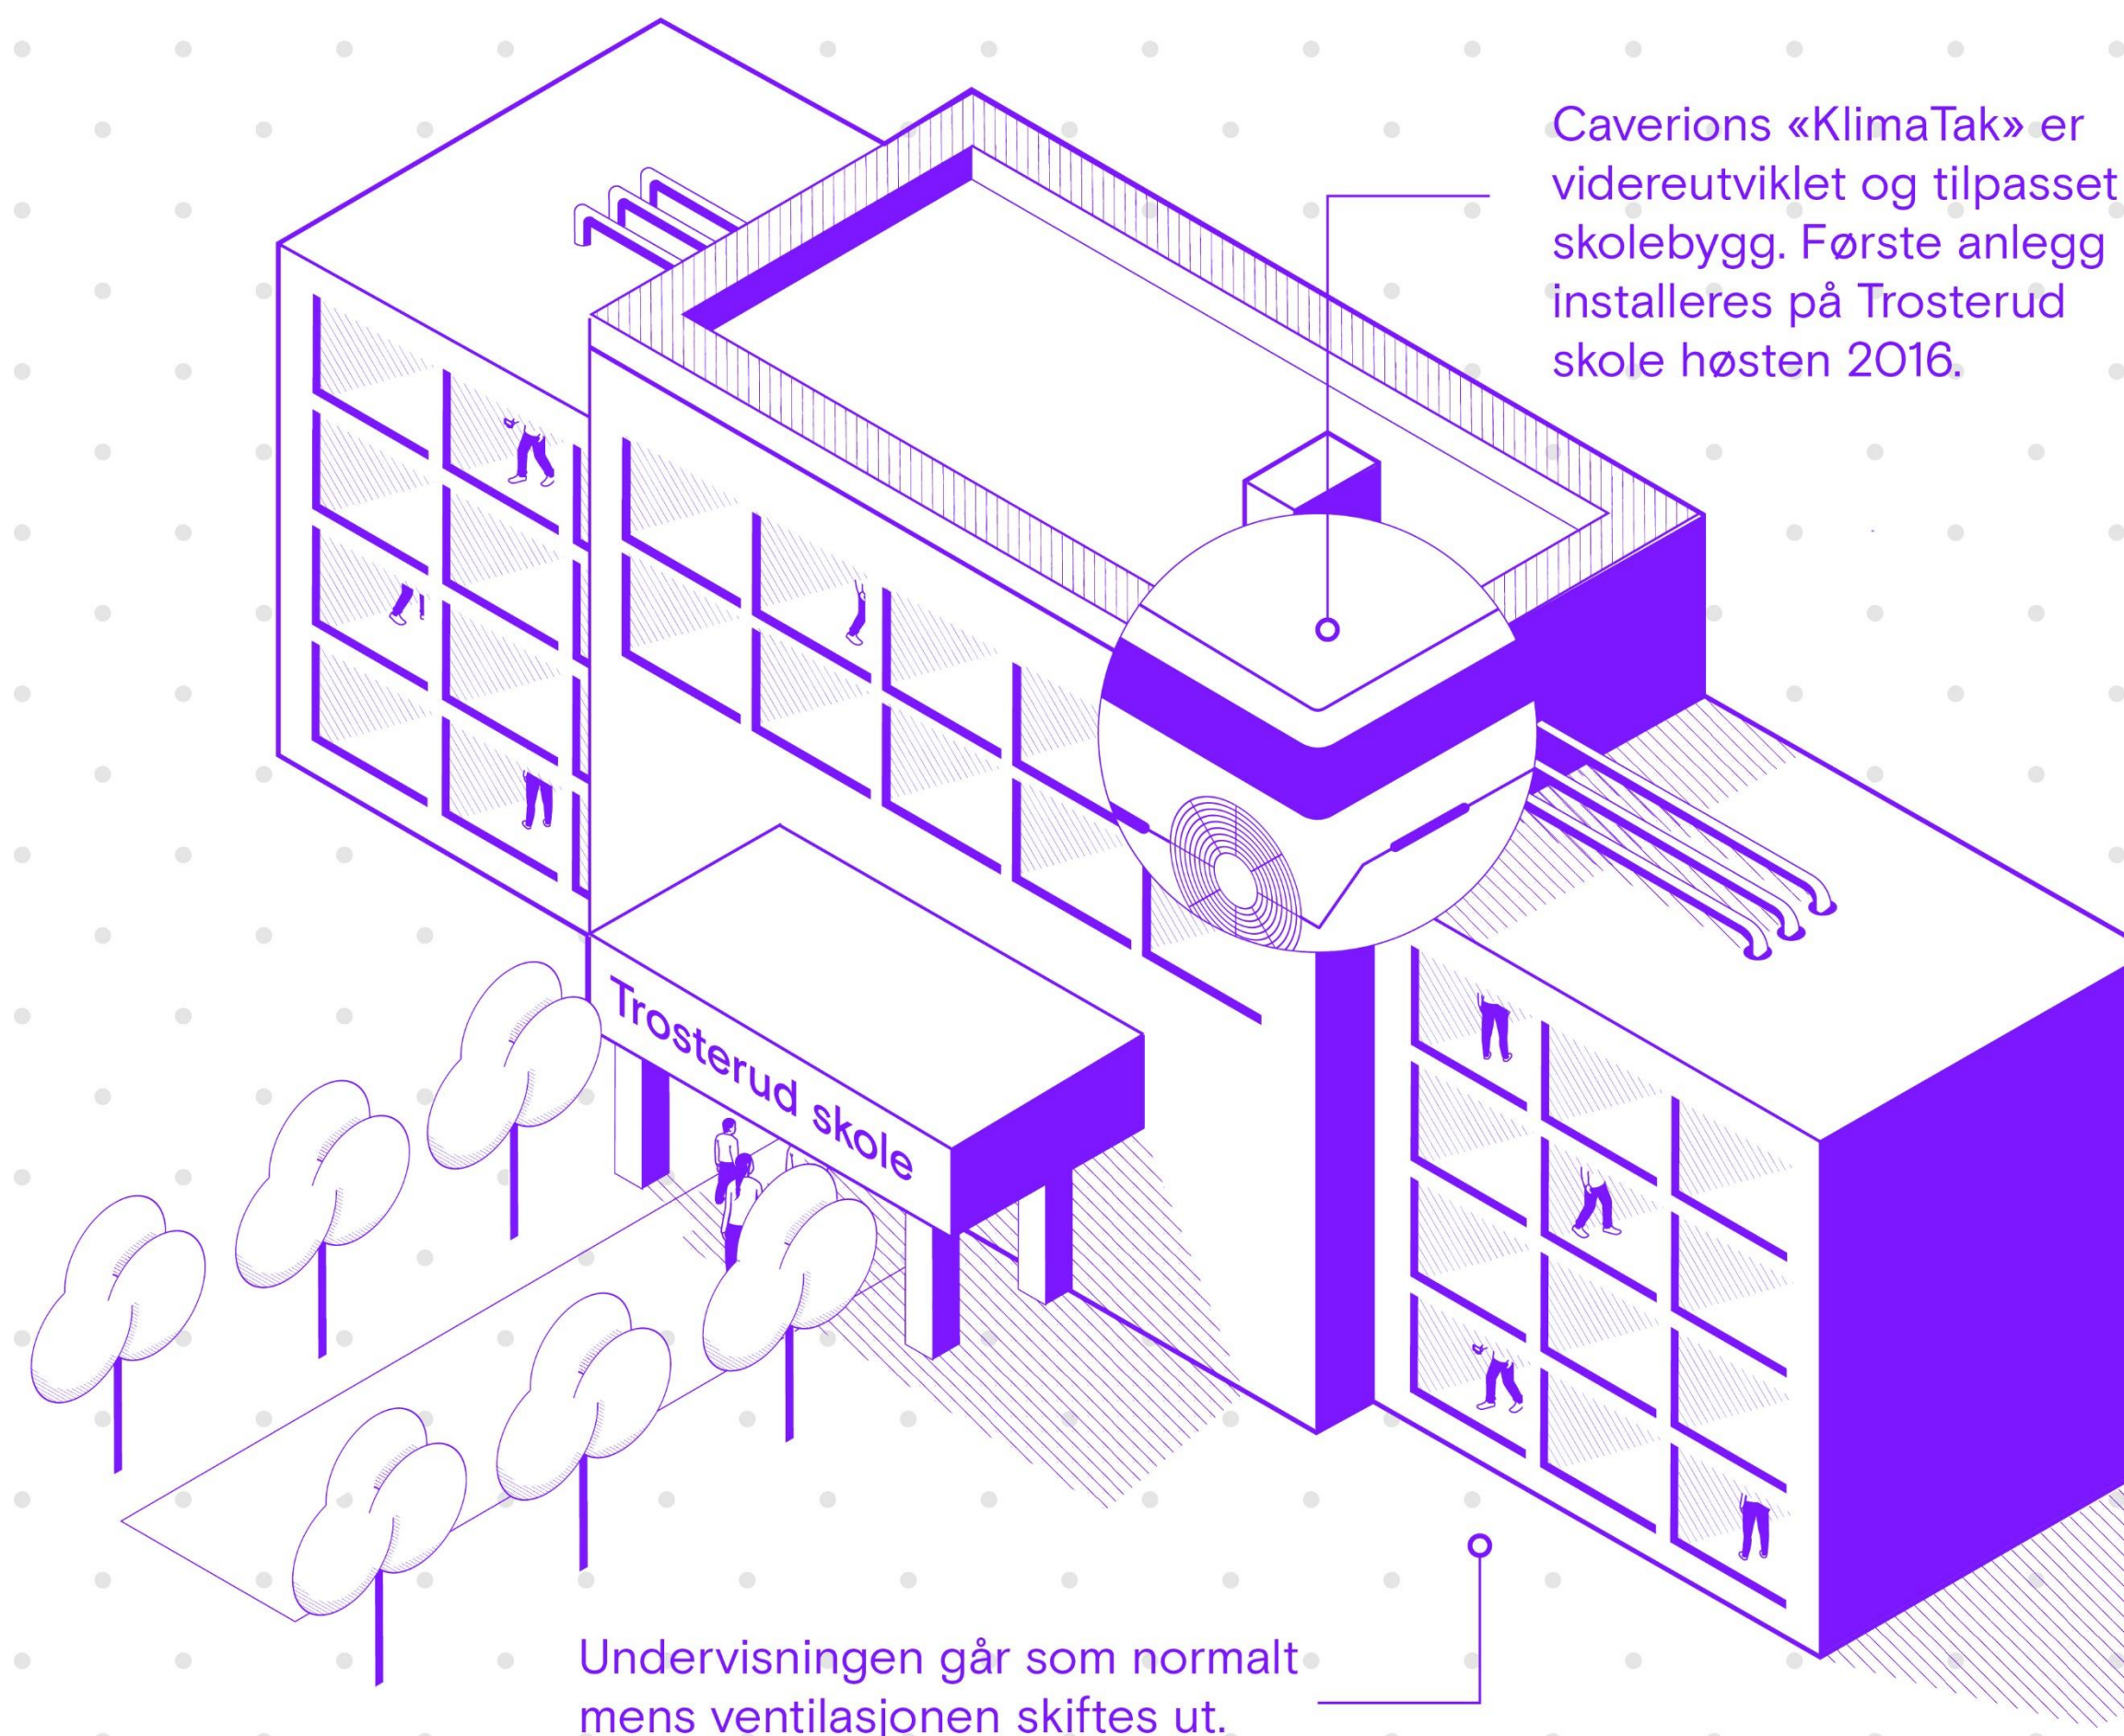 Caverions «KlimaTak» er
videreutviklet og tilpasset
skolebygg. Første anlegg
installeres på Trosterud
skole høsten 2016.
Trosterud skole
Undervisningen går som normalt
mens ventilasjonen skiftes ut.